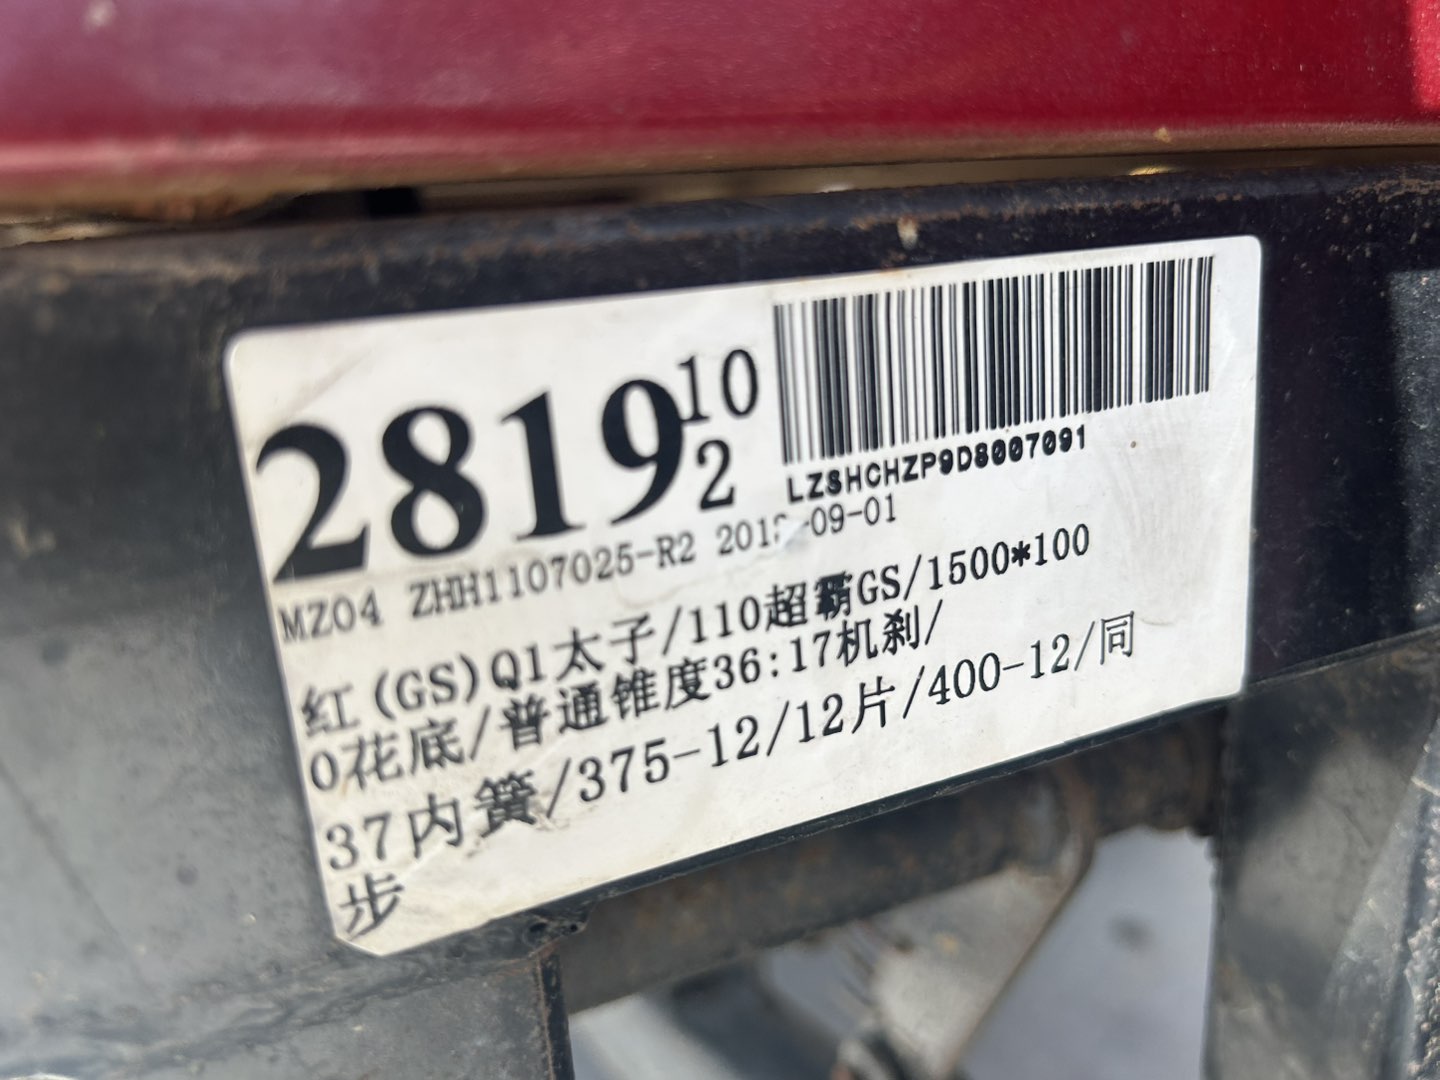 2819 10
2
LZSHCHZP9D8007091
MZ04 ZHH1107025-R2 201 -09-01
红(GS)Q1太子/110超霸GS/1500*100
0花底/普通锥度36:17机刹/
37内簧/375-12/12片/400-12/同
步